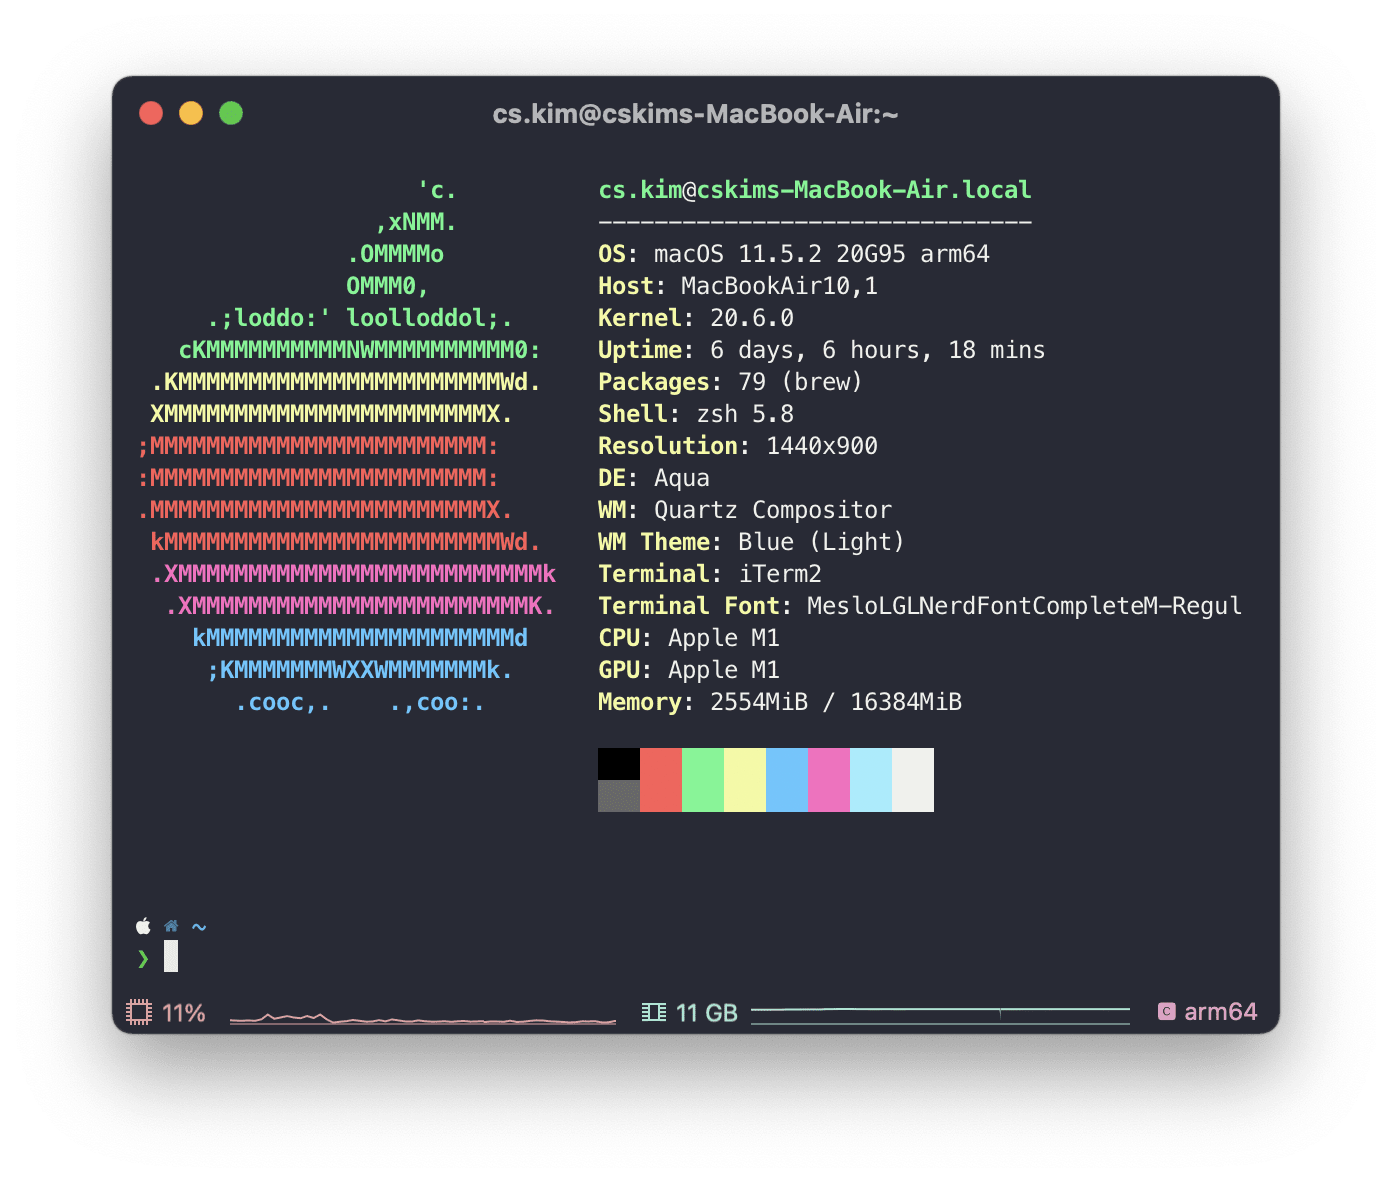 cs.kim@cskims-MacBook-Air:~
'c.
,xNMM.
.OMMMMo
OMMM0,
.;loddo:' loolloddol;.
cKMMMMMMMMMMNWMMMMMMMMMM0:
.KMMMMMMMMMMMMMMMMMMMMMMMWd.
XMMMMMMMMMMMMMMMMMMMMMMMX.
;MMMMMMMMMMMMMMMMMMMMMMMM:
:MMMMMMMMMMMMMMMMMMMMMMMM:
.MMMMMMMMMMMMMMMMMMMMMMMMX.
kMMMMMMMMMMMMMMMMMMMMMMMMWd.
.XMMMMMMMMMMMMMMMMMMMMMMMMMMk
.XMMMMMMMMMMMMMMMMMMMMMMMMK.
kMMMMMMMMMMMMMMMMMMMMMMd
;KMMMMMMMWXXWMMMMMMMk.
.cooc,.    .,coo:.
cs.kim@cskims-MacBook-Air.local
-------------------------------
OS: macOS 11.5.2 20G95 arm64
Host: MacBookAir10,1
Kernel: 20.6.0
Uptime: 6 days, 6 hours, 18 mins
Packages: 79 (brew)
Shell: zsh 5.8
Resolution: 1440x900
DE: Aqua
WM: Quartz Compositor
WM Theme: Blue (Light)
Terminal: iTerm2
Terminal Font: MesloLGLNerdFontCompleteM-Regul
CPU: Apple M1
GPU: Apple M1
Memory: 2554MiB / 16384MiB
~
❯
11%
11 GB
C arm64